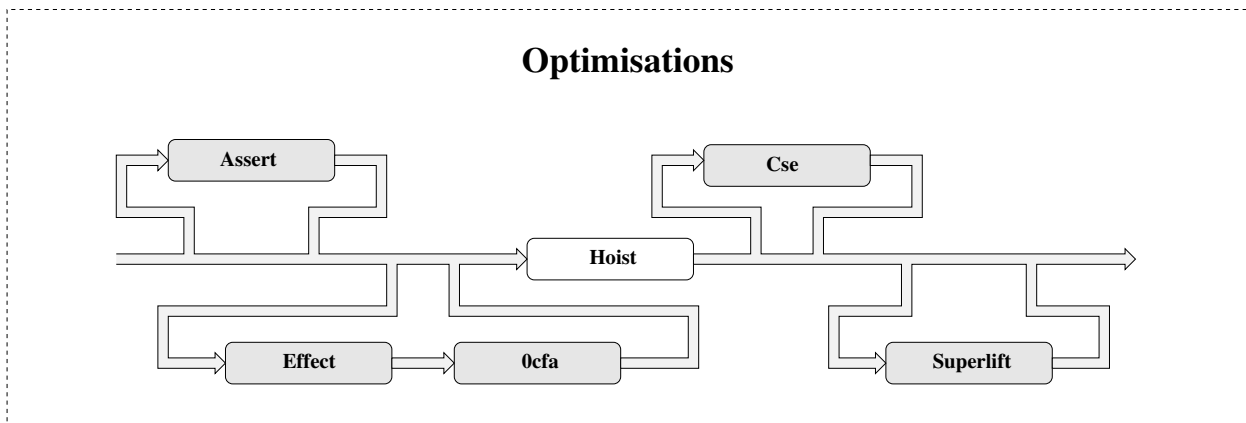 Optimisations
Assert
Cse
Hoist
Effect
0cfa
Superlift